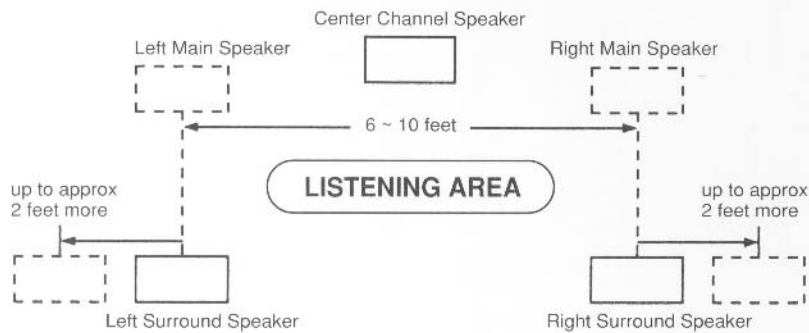 Center Channel Speaker
Left Main Speaker
Right Main Speaker
6 ~ 10 feet
LISTENING AREA
up to approx
2 feet more
up to approx
2 feet more
Left Surround Speaker
Right Surround Speaker